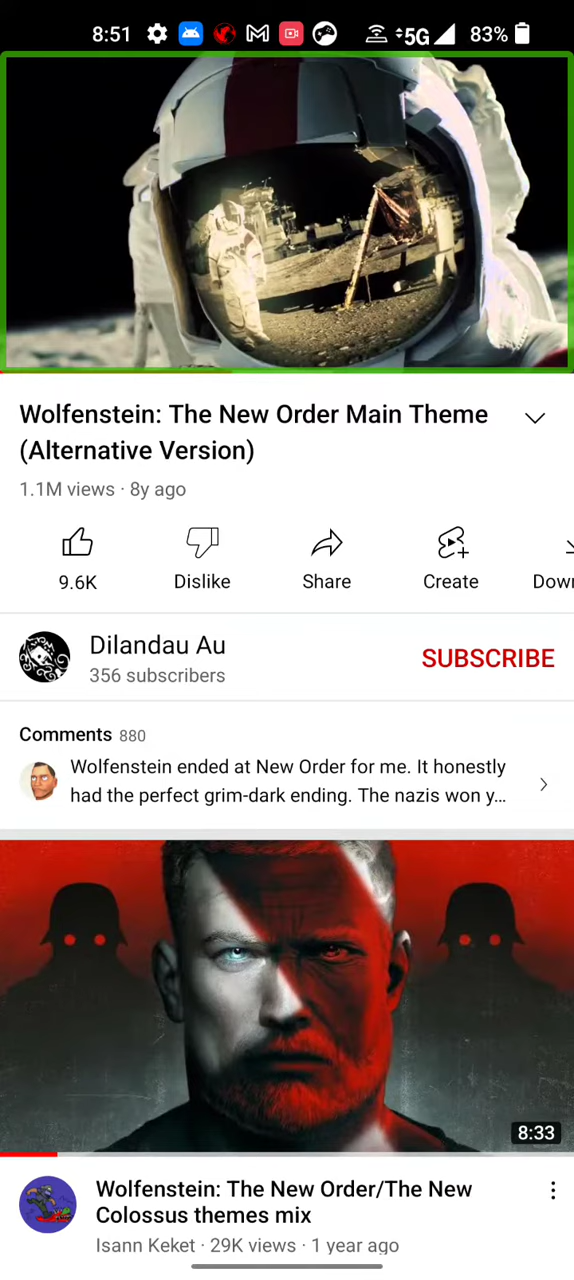 8:51 5G 83%
Wolfenstein: The New Order Main Theme
(Alternative Version)
1.1M views · 8y ago
9.6K Dislike Share Create Dow
Dilandau Au
356 subscribers
SUBSCRIBE
Comments 880
Wolfenstein ended at New Order for me. It honestly
had the perfect grim-dark ending. The nazis won y...
8:33
Wolfenstein: The New Order/The New
Colossus themes mix
Isann Keket · 29K views · 1 year ago